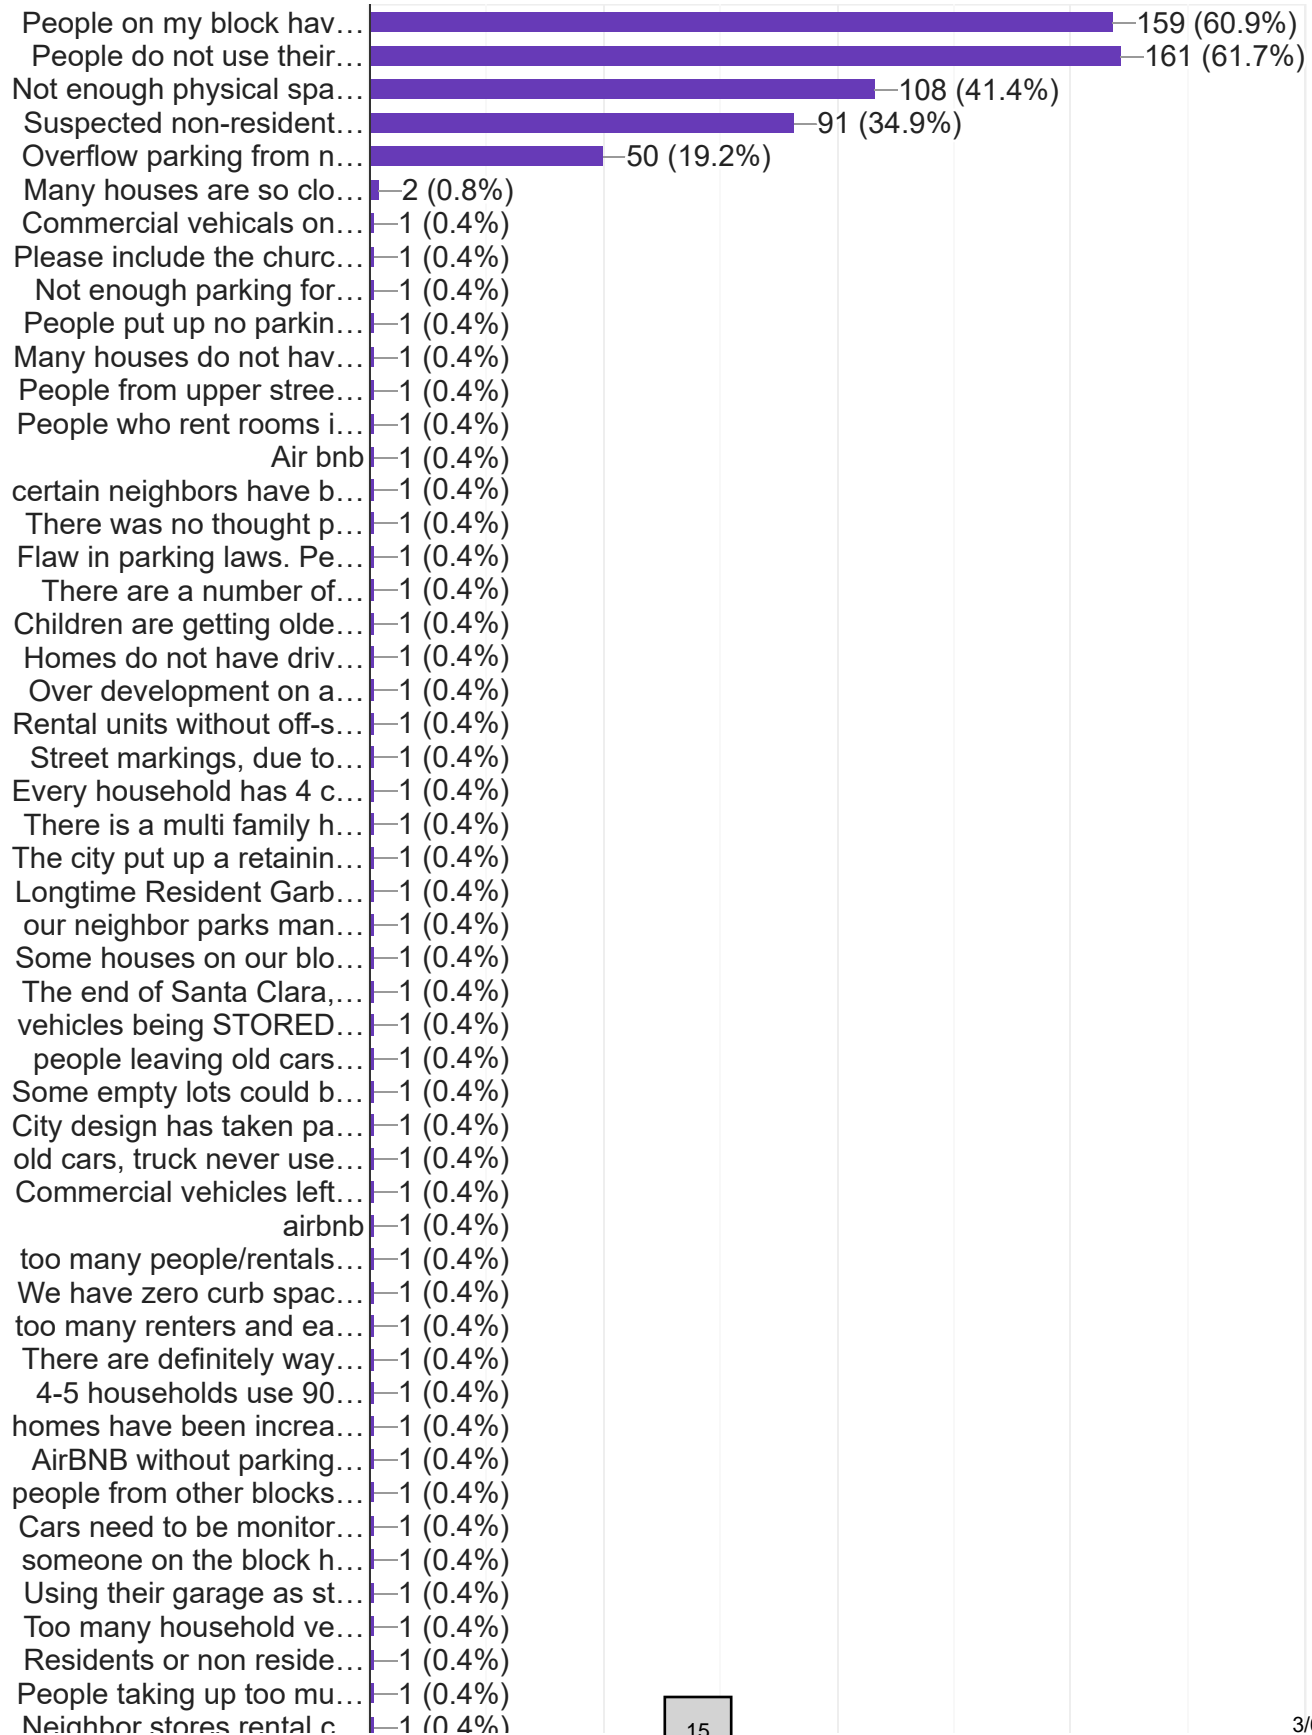 People on my block hav… 159 (60.9%)
People do not use their… 161 (61.7%)
Not enough physical spa… 108 (41.4%)
Suspected non-resident… 91 (34.9%)
Overflow parking from n… 50 (19.2%)
Many houses are so clo… 2 (0.8%)
Commercial vehicals on… 1 (0.4%)
Please include the churc… 1 (0.4%)
Not enough parking for… 1 (0.4%)
People put up no parkin… 1 (0.4%)
Many houses do not hav… 1 (0.4%)
People from upper stree… 1 (0.4%)
People who rent rooms i… 1 (0.4%)
Air bnb 1 (0.4%)
certain neighbors have b… 1 (0.4%)
There was no thought p… 1 (0.4%)
Flaw in parking laws. Pe… 1 (0.4%)
There are a number of… 1 (0.4%)
Children are getting olde… 1 (0.4%)
Homes do not have driv… 1 (0.4%)
Over development on a… 1 (0.4%)
Rental units without off-s… 1 (0.4%)
Street markings, due to… 1 (0.4%)
Every household has 4 c… 1 (0.4%)
There is a multi family h… 1 (0.4%)
The city put up a retainin… 1 (0.4%)
Longtime Resident Garb… 1 (0.4%)
our neighbor parks man… 1 (0.4%)
Some houses on our blo… 1 (0.4%)
The end of Santa Clara,… 1 (0.4%)
vehicles being STORED… 1 (0.4%)
people leaving old cars… 1 (0.4%)
Some empty lots could b… 1 (0.4%)
City design has taken pa… 1 (0.4%)
old cars, truck never use… 1 (0.4%)
Commercial vehicles left… 1 (0.4%)
airbnb 1 (0.4%)
too many people/rentals… 1 (0.4%)
We have zero curb spac… 1 (0.4%)
too many renters and ea… 1 (0.4%)
There are definitely way… 1 (0.4%)
4-5 households use 90… 1 (0.4%)
homes have been increa… 1 (0.4%)
AirBNB without parking… 1 (0.4%)
people from other blocks… 1 (0.4%)
Cars need to be monitor… 1 (0.4%)
someone on the block h… 1 (0.4%)
Using their garage as st… 1 (0.4%)
Too many household ve… 1 (0.4%)
Residents or non reside… 1 (0.4%)
People taking up too mu… 1 (0.4%)
Neighbor stores rental c… 1 (0.4%)
15
3/